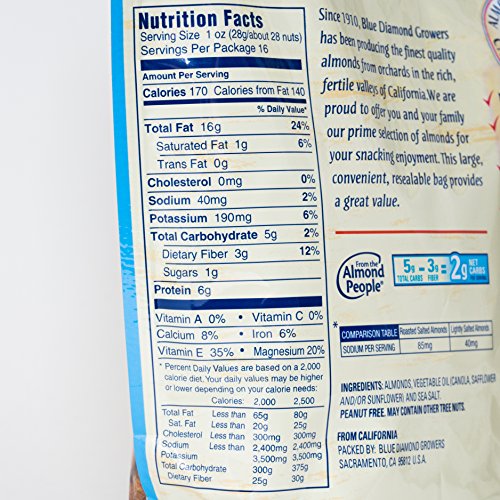 Nutrition Facts
Serving Size 1 oz (28g/about 28 nuts)
Servings Per Package 16
Amount Per Serving
Calories 170 Calories from Fat 140
% Daily Value*
Total Fat 16g 24%
Saturated Fat 1g 6%
Trans Fat 0g
Cholesterol 0mg 0%
Sodium 40mg 2%
Potassium 190mg 6%
Total Carbohydrate 5g 2%
Dietary Fiber 3g 12%
Sugars 1g
Protein 6g
Vitamin A 0% • Vitamin C 0%
Calcium 8% • Iron 6%
Vitamin E 35% • Magnesium 20%
* Percent Daily Values are based on a 2,000
calorie diet. Your daily values may be higher
or lower depending on your calorie needs:
Calories: 2,000 2,500
Total Fat Less than 65g 80g
Sat. Fat Less than 20g 25g
Cholesterol Less than 300mg 300mg
Sodium Less than 2,400mg 2,400mg
Potassium 3,500mg 3,500mg
Total Carbohydrate 300g 375g
Dietary Fiber 25g 30g
Since 1910, Blue Diamond Growers
has been producing the finest quality
almonds from orchards in the rich,
fertile valleys of California. We are
proud to offer you and your family
our prime selection of almonds for
your snacking enjoyment. This large,
convenient, resealable bag provides
a great value.
From the
Almond
People®
5g – 3g = 2g NET CARBS
TOTAL CARBS FIBER
*
COMPARISON TABLE Roasted Salted Almonds Lightly Salted Almonds
SODIUM PER SERVING 85mg 40mg
INGREDIENTS: ALMONDS, VEGETABLE OIL (CANOLA, SAFFLOWER
AND/OR SUNFLOWER) AND SEA SALT.
PEANUT FREE. MAY CONTAIN OTHER TREE NUTS.
FROM CALIFORNIA
PACKED BY: BLUE DIAMOND GROWERS
SACRAMENTO, CA 95812 U.S.A.